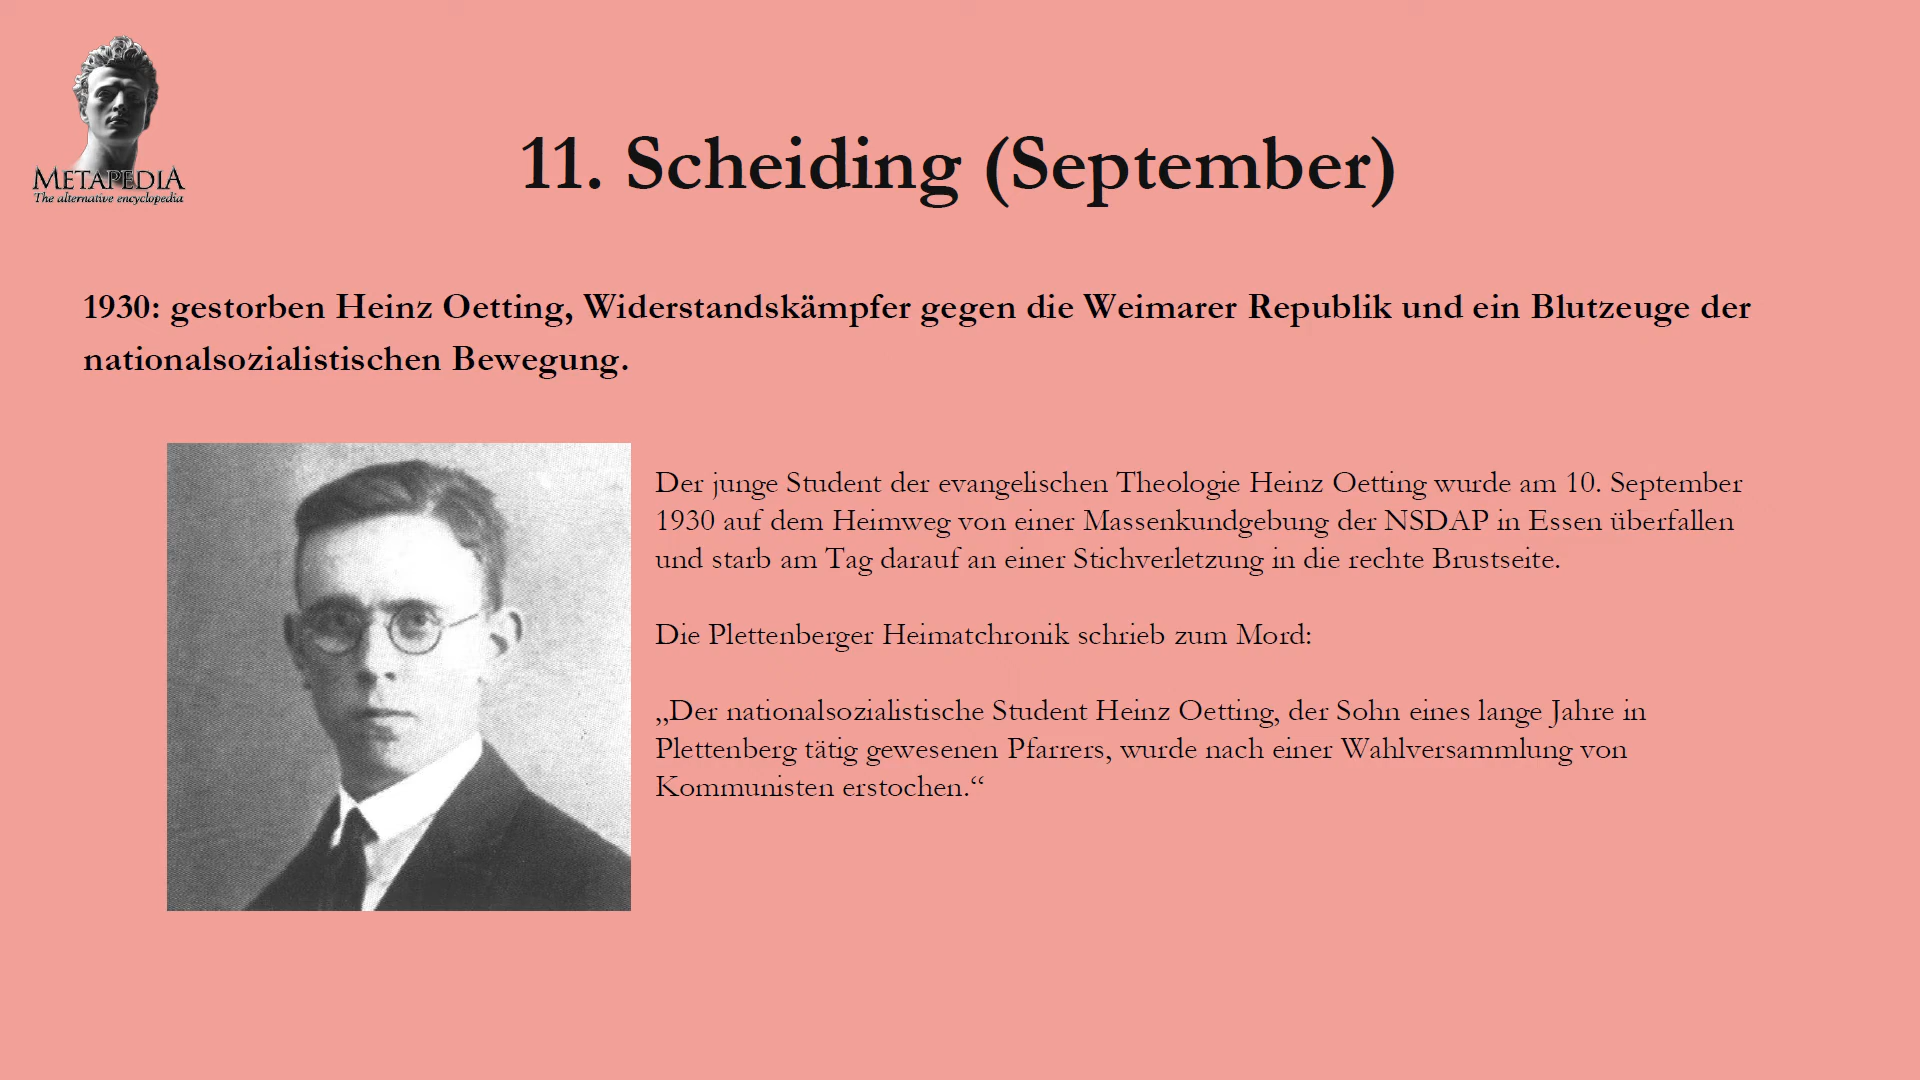 METAPEDIA
The alternative encyclopedia
11. Scheiding (September)
1930: gestorben Heinz Oetting, Widerstandskämpfer gegen die Weimarer Republik und ein Blutzeuge der
nationalsozialistischen Bewegung.
Der junge Student der evangelischen Theologie Heinz Oetting wurde am 10. September
1930 auf dem Heimweg von einer Massenkundgebung der NSDAP in Essen überfallen
und starb am Tag darauf an einer Stichverletzung in die rechte Brustseite.
Die Plettenberger Heimatchronik schrieb zum Mord:
„Der nationalsozialistische Student Heinz Oetting, der Sohn eines lange Jahre in
Plettenberg tätig gewesenen Pfarrers, wurde nach einer Wahlversammlung von
Kommunisten erstochen.“